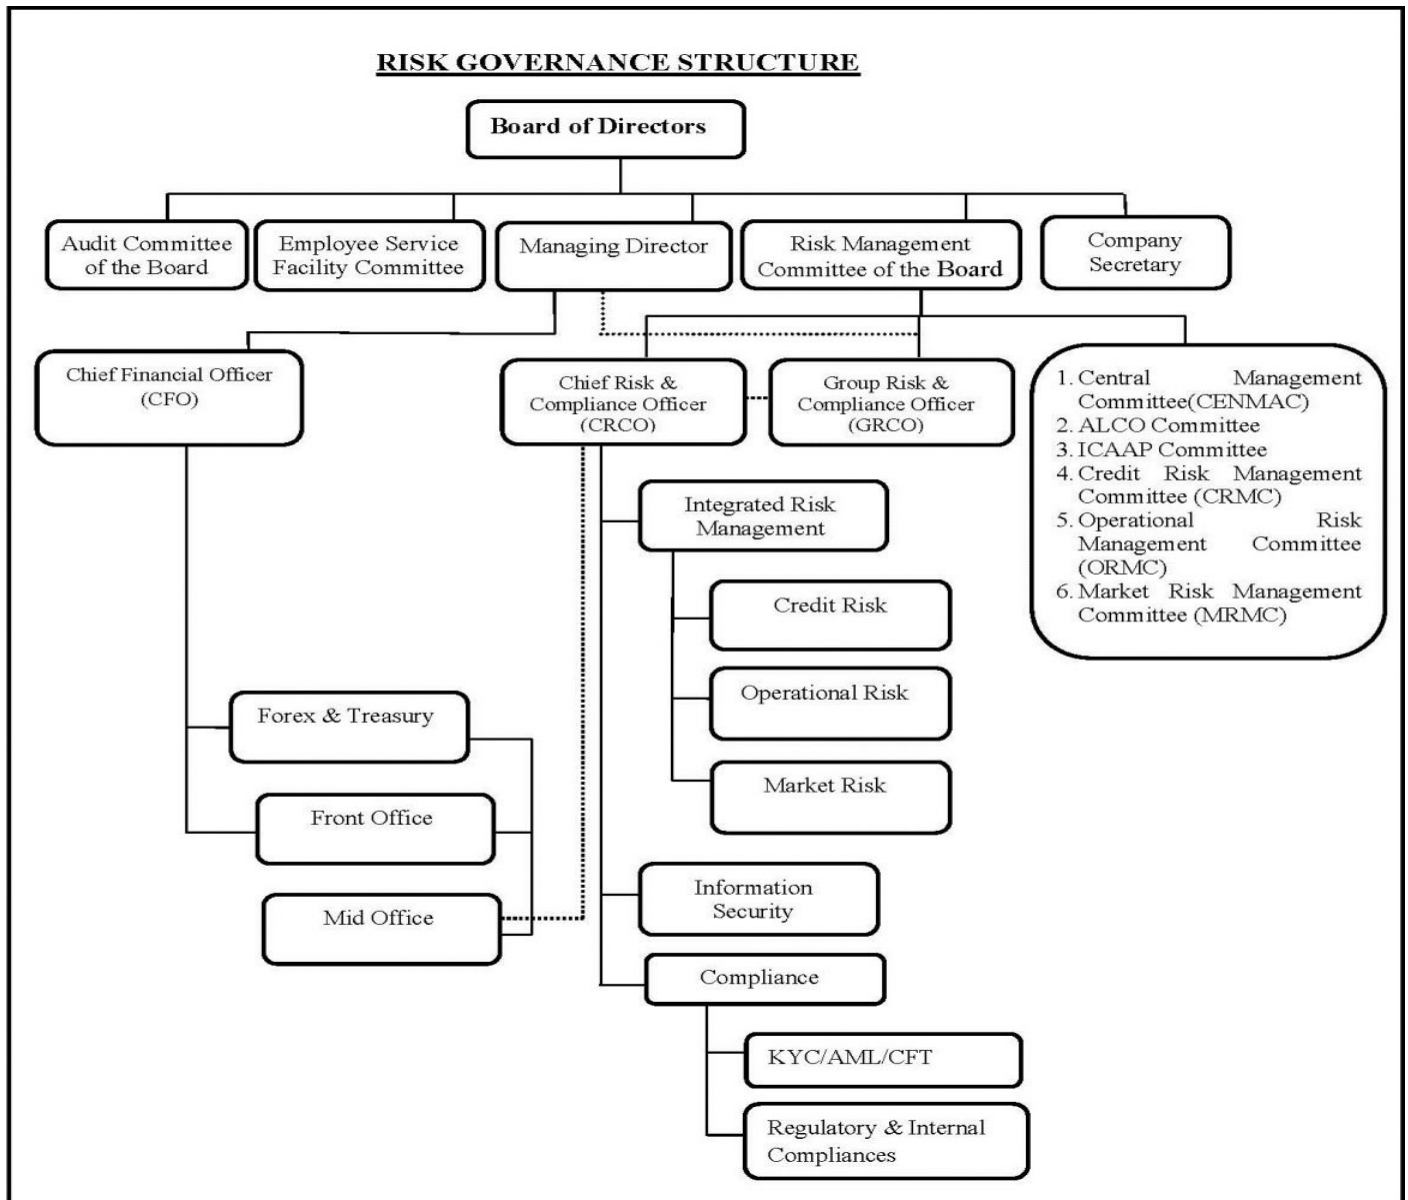 RISK GOVERNANCE STRUCTURE
Board of Directors
Audit Committee
of the Board
Employee Service
Facility Committee
Managing Director
Risk Management
Committee of the Board
Company
Secretary
Chief Financial Officer
(CFO)
Chief Risk &
Compliance Officer
(CRCO)
Group Risk &
Compliance Officer
(GRCO)
1. Central Management
Committee(CENMAC)
2. ALCO Committee
3. ICAAP Committee
4. Credit Risk Management
Committee (CRMC)
5. Operational Risk
Management Committee
(ORMC)
6. Market Risk Management
Committee (MRMC)
Integrated Risk
Management
Credit Risk
Operational Risk
Market Risk
Forex & Treasury
Front Office
Mid Office
Information
Security
Compliance
KYC/AML/CFT
Regulatory & Internal
Compliances